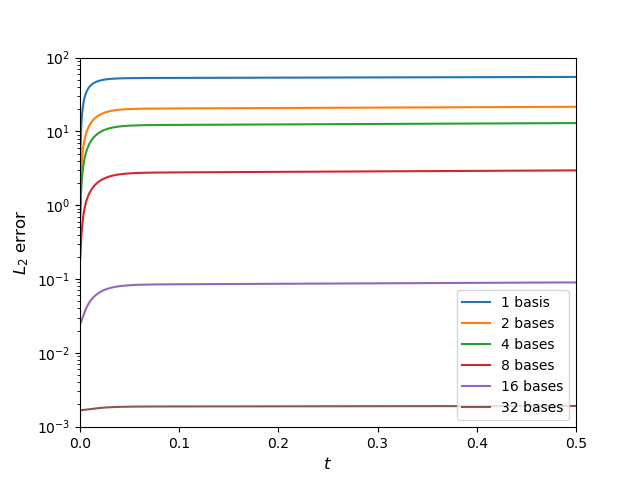 10²
10¹
10⁰
10⁻¹
10⁻²
10⁻³
L₂ error
0.0 0.1 0.2 0.3 0.4 0.5
t
1 basis
2 bases
4 bases
8 bases
16 bases
32 bases